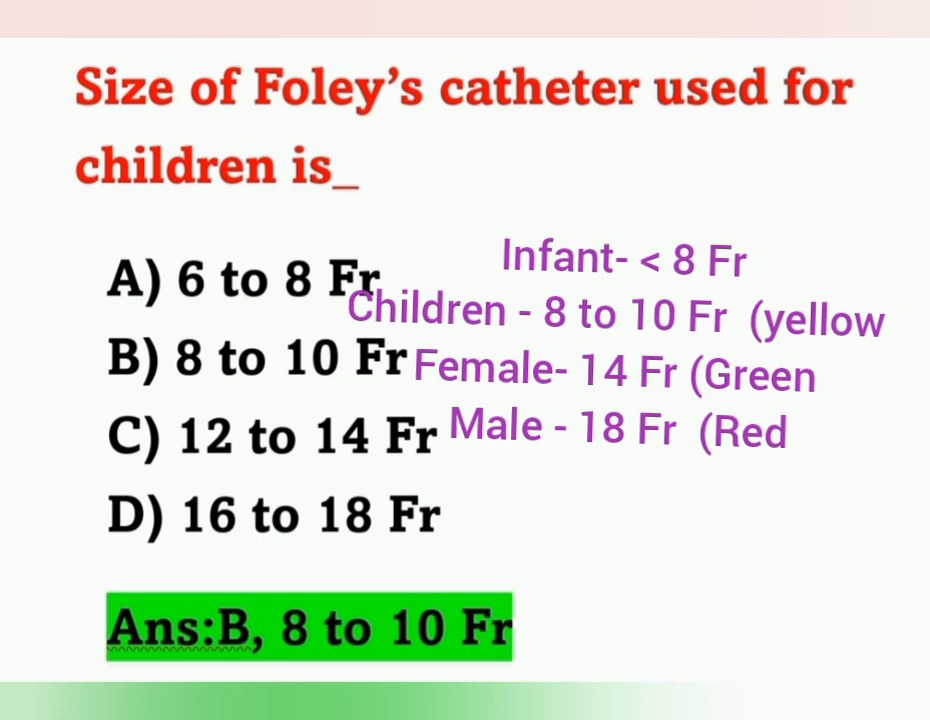 Size of Foley’s catheter used for
children is_
A) 6 to 8 Fr
B) 8 to 10 Fr
C) 12 to 14 Fr
D) 16 to 18 Fr
Infant- < 8 Fr
Children - 8 to 10 Fr (yellow
Female- 14 Fr (Green
Male - 18 Fr (Red
Ans:B, 8 to 10 Fr